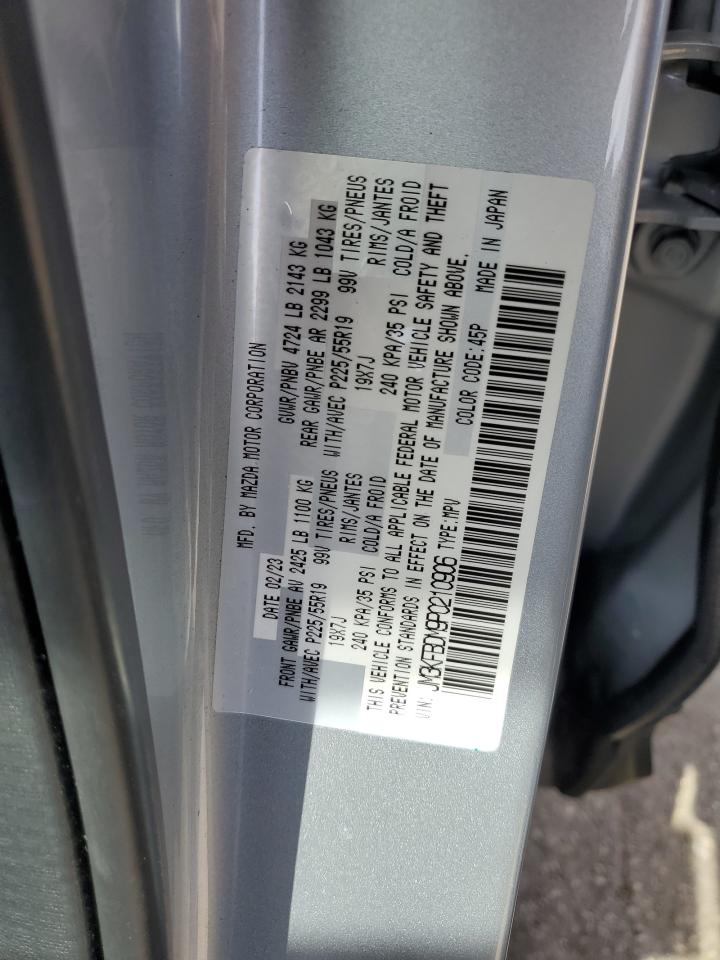 MFD. BY MAZDA MOTOR CORPORATION
DATE 02/23 GVWR/PNBV 4724 LB 2143 KG
FRONT GAWR/PNBE AV 2425 LB 1100 KG REAR GAWR/PNBE AR 2299 LB 1043 KG
WITH/AVEC P225/55R19 99V TIRES/PNEUS WITH/AVEC P225/55R19 99V TIRES/PNEUS
19X7J RIMS/JANTES 19X7J RIMS/JANTES
240 KPA/35 PSI COLD/A FROID 240 KPA/35 PSI COLD/A FROID
THIS VEHICLE CONFORMS TO ALL APPLICABLE FEDERAL MOTOR VEHICLE SAFETY AND THEFT
PREVENTION STANDARDS IN EFFECT ON THE DATE OF MANUFACTURE SHOWN ABOVE.
VIN: JM3KFBDM9P0210906 TYPE:MPV COLOR CODE:45P MADE IN JAPAN